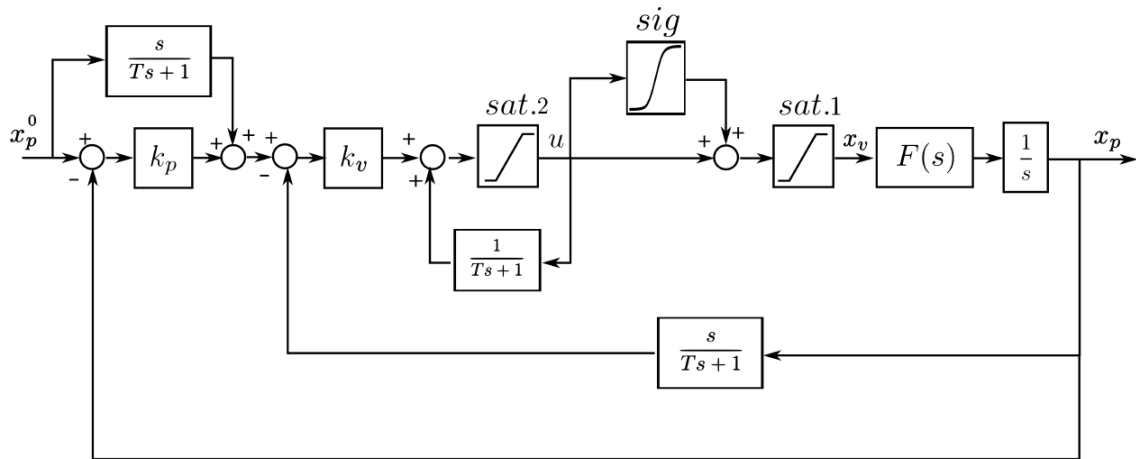 sig
s
Ts + 1
sat.2
sat.1
x_p^0
+
-
k_p
+
+
+
-
k_v
+
+
u
+
+
x_v
F(s)
1
s
x_p
1
Ts + 1
s
Ts + 1